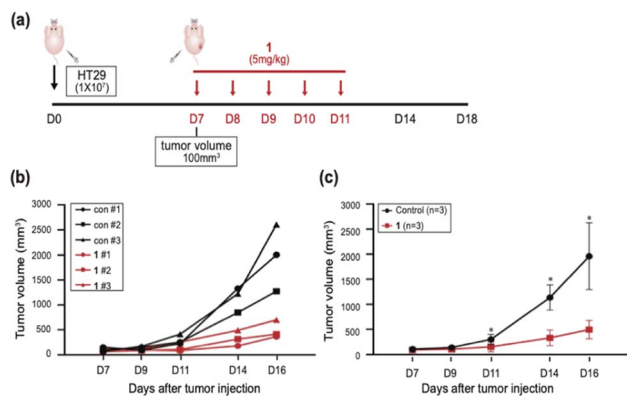 (a)
HT29
(1X10⁷)
1
(5mg/kg)
D0 D7 D8 D9 D10 D11 D14 D18
tumor volume
100mm³
(b)
Tumor volume (mm³)
3000
2500
2000
1500
1000
500
0
con #1
con #2
con #3
1 #1
1 #2
1 #3
D7 D9 D11 D14 D16
Days after tumor injection
(c)
Tumor volume (mm³)
3000
2500
2000
1500
1000
500
0
Control (n=3)
1 (n=3)
* * *
D7 D9 D11 D14 D16
Days after tumor injection